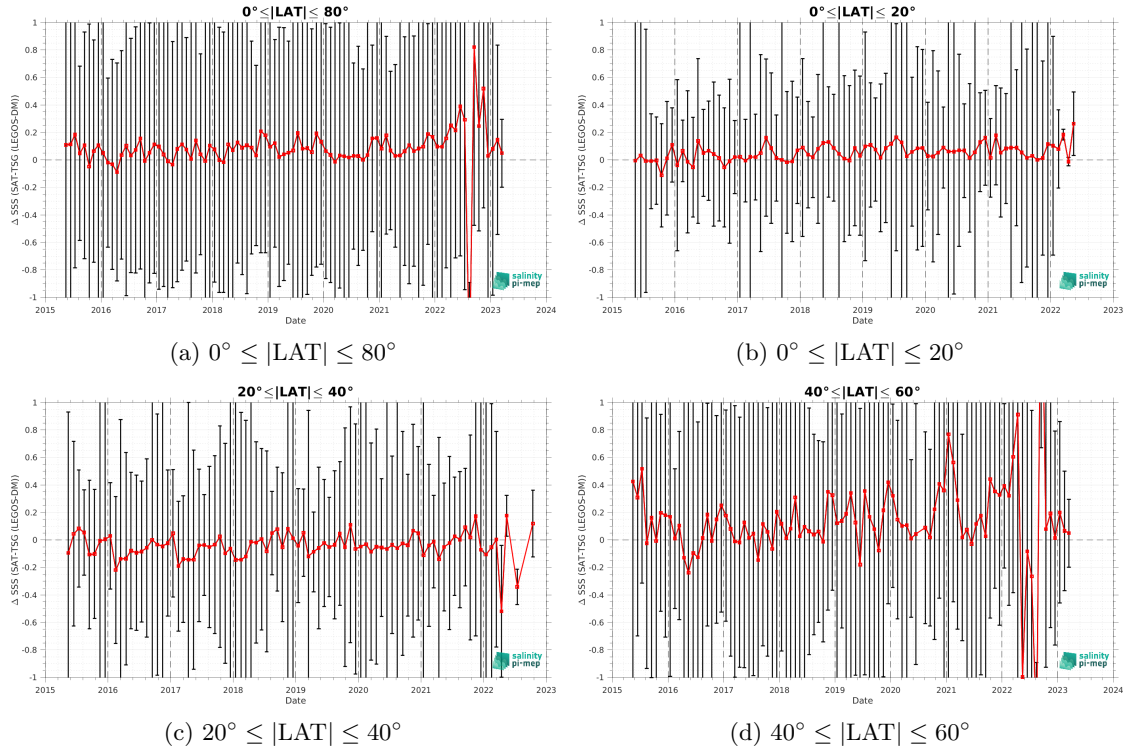 0°≤|LAT|≤ 80°
Δ SSS (SAT-TSG (LEGOS-DM))
1
0.8
0.6
0.4
0.2
0
-0.2
-0.4
-0.6
-0.8
-1
2015 2016 2017 2018 2019 2020 2021 2022 2023 2024
Date
salinity
pi-mep
(a) 0° ≤ |LAT| ≤ 80°
0°≤|LAT|≤ 20°
Δ SSS (SAT-TSG (LEGOS-DM))
1
0.8
0.6
0.4
0.2
0
-0.2
-0.4
-0.6
-0.8
-1
2015 2016 2017 2018 2019 2020 2021 2022 2023
Date
salinity
pi-mep
(b) 0° ≤ |LAT| ≤ 20°
20°≤|LAT|≤ 40°
Δ SSS (SAT-TSG (LEGOS-DM))
1
0.8
0.6
0.4
0.2
0
-0.2
-0.4
-0.6
-0.8
-1
2015 2016 2017 2018 2019 2020 2021 2022 2023
Date
salinity
pi-mep
(c) 20° ≤ |LAT| ≤ 40°
40°≤|LAT|≤ 60°
Δ SSS (SAT-TSG (LEGOS-DM))
1
0.8
0.6
0.4
0.2
0
-0.2
-0.4
-0.6
-0.8
-1
2015 2016 2017 2018 2019 2020 2021 2022 2023 2024
Date
salinity
pi-mep
(d) 40° ≤ |LAT| ≤ 60°